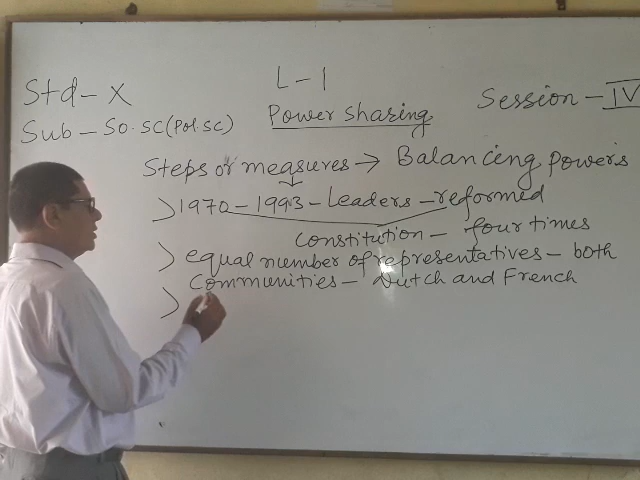 Std - X
L - 1
Session - IV
Sub - So. Sc (Pol. Sc)
Power Sharing
Steps or measures → Balancing Powers
> 1970 - 1993 - Leaders - reformed
Constitution - four times
> equal number of representatives - both
Communities - Dutch and French
>